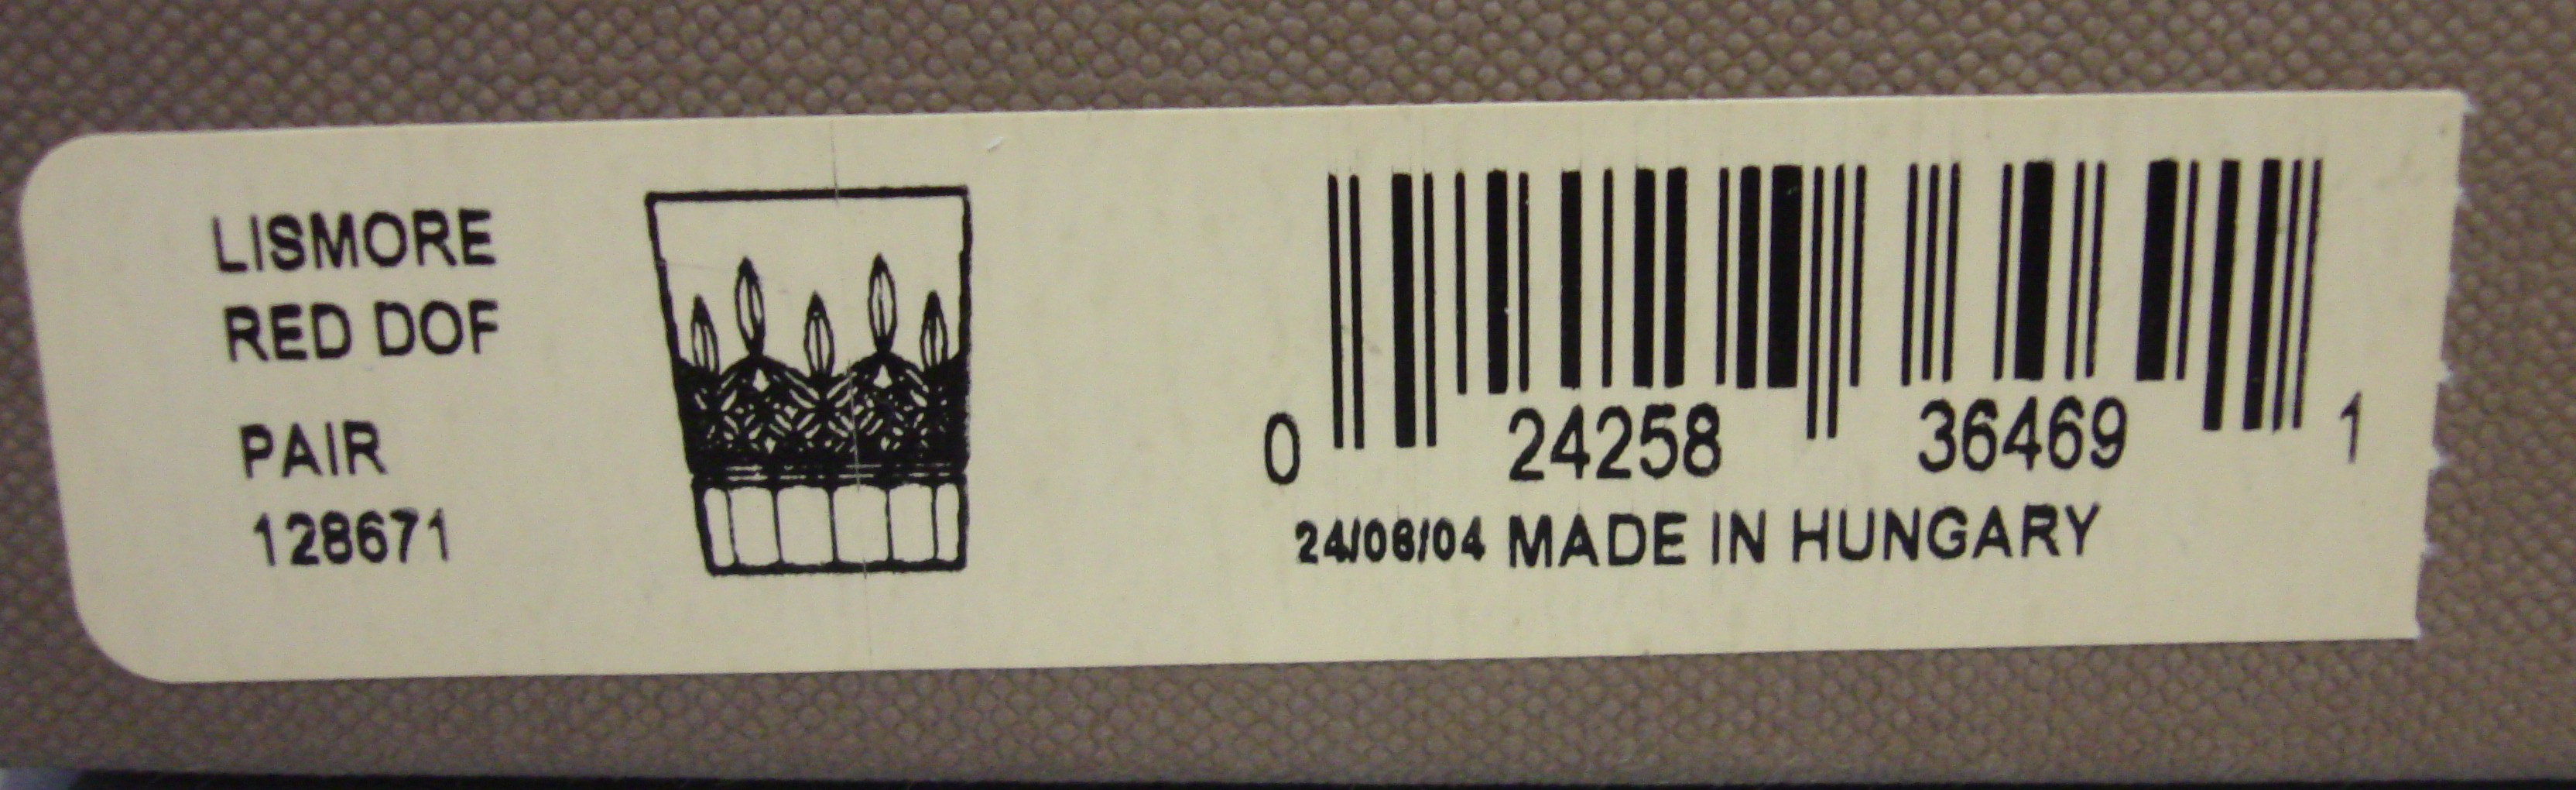 LISMORE
RED DOF
PAIR
128671
0 24258 36469 1
24/06/04 MADE IN HUNGARY